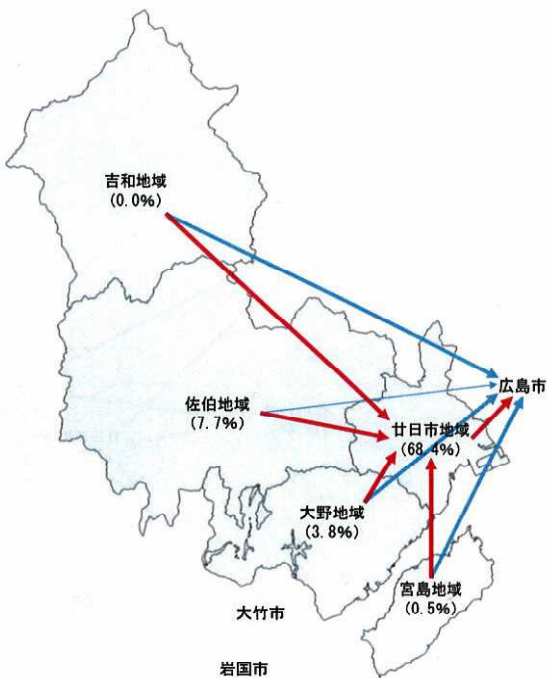 吉和地域
(0.0%)
広島市
佐伯地域
(7.7%)
廿日市地域
(68.4%)
大野地域
(3.8%)
宮島地域
(0.5%)
大竹市
岩国市